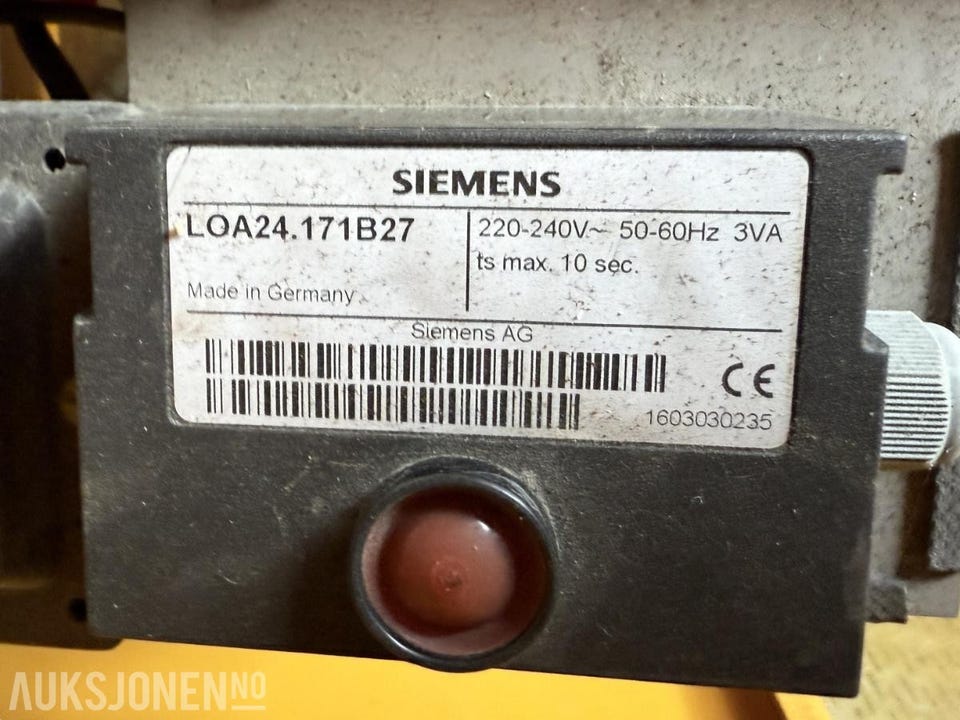 SIEMENS
LOA24.171B27
220-240V~ 50-60Hz 3VA
ts max. 10 sec.
Made in Germany
Siemens AG
CE
1603030235
AUKSJONEN NO